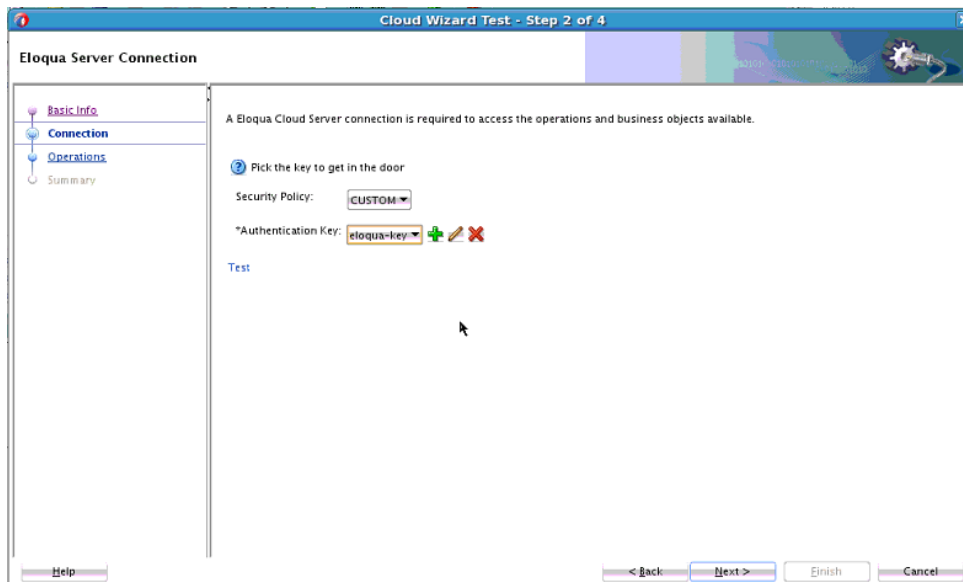 Cloud Wizard Test - Step 2 of 4
Eloqua Server Connection
Basic Info
Connection
Operations
Summary
A Eloqua Cloud Server connection is required to access the operations and business objects available.
Pick the key to get in the door
Security Policy: CUSTOM
*Authentication Key: eloqua-key
Test
Help < Back Next > Finish Cancel